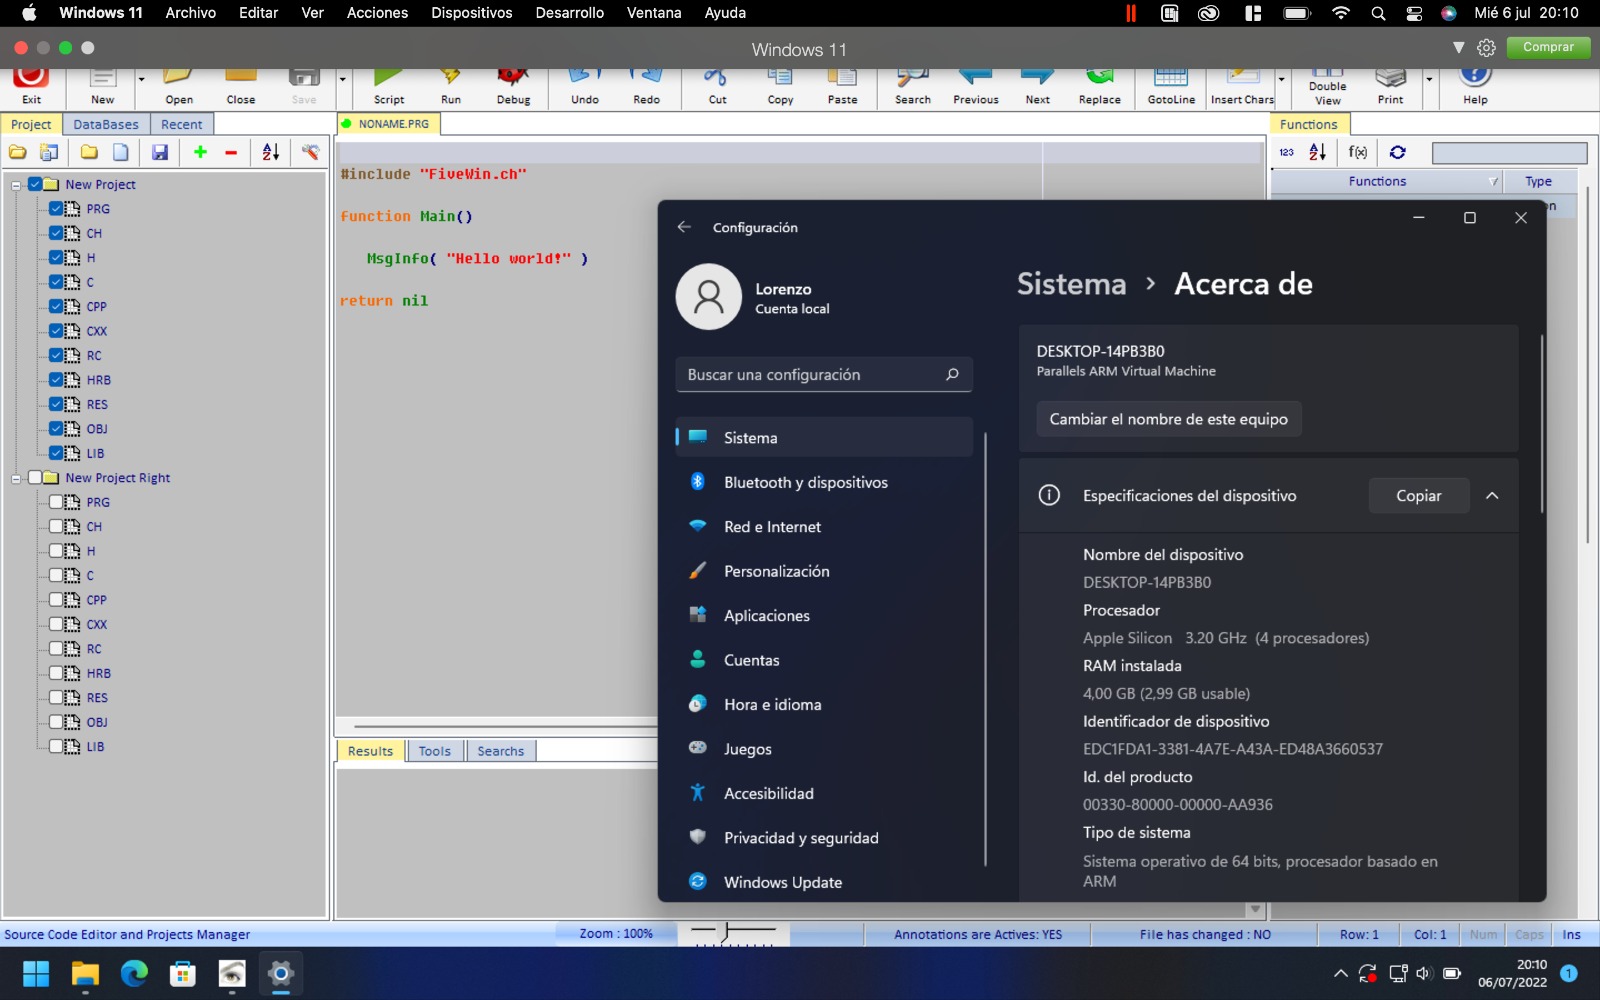 Windows 11 Archivo Editar Ver Acciones Dispositivos Desarrollo Ventana Ayuda Mié 6 jul 20:10
Windows 11
Comprar
Exit New Open Close Save Script Run Debug Undo Redo Cut Copy Paste Search Previous Next Replace GotoLine Insert Chars Double View Print Help
Project DataBases Recent
NONAME.PRG
Functions
123 A Z f(x)
A Z
Functions Type
on
New Project
PRG
CH
H
C
CPP
CXX
RC
HRB
RES
OBJ
LIB
New Project Right
PRG
CH
H
C
CPP
CXX
RC
HRB
RES
OBJ
LIB
#include "FiveWin.ch"
function Main()
MsgInfo( "Hello world!" )
return nil
Results Tools Searchs
Configuración
Lorenzo
Cuenta local
Buscar una configuración
Sistema
Bluetooth y dispositivos
Red e Internet
Personalización
Aplicaciones
Cuentas
Hora e idioma
Juegos
Accesibilidad
Privacidad y seguridad
Windows Update
Sistema > Acerca de
DESKTOP-14PB3B0
Parallels ARM Virtual Machine
Cambiar el nombre de este equipo
Especificaciones del dispositivo Copiar
Nombre del dispositivo
DESKTOP-14PB3B0
Procesador
Apple Silicon 3.20 GHz (4 procesadores)
RAM instalada
4,00 GB (2,99 GB usable)
Identificador de dispositivo
EDC1FDA1-3381-4A7E-A43A-ED48A3660537
Id. del producto
00330-80000-00000-AA936
Tipo de sistema
Sistema operativo de 64 bits, procesador basado en
ARM
Source Code Editor and Projects Manager Zoom : 100% Annotations are Actives: YES File has changed : NO Row: 1 Col: 1 Num Caps Ins
20:10
06/07/2022
1